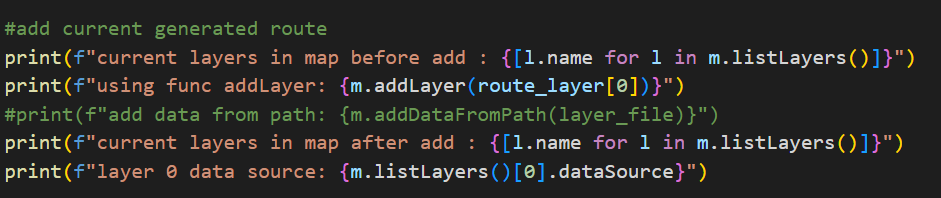 #add current generated route
print(f"current layers in map before add : {[l.name for l in m.listLayers()]}")
print(f"using func addLayer: {m.addLayer(route_layer[0])}")
#print(f"add data from path: {m.addDataFromPath(layer_file)}")
print(f"current layers in map after add : {[l.name for l in m.listLayers()]}")
print(f"layer 0 data source: {m.listLayers()[0].dataSource}")